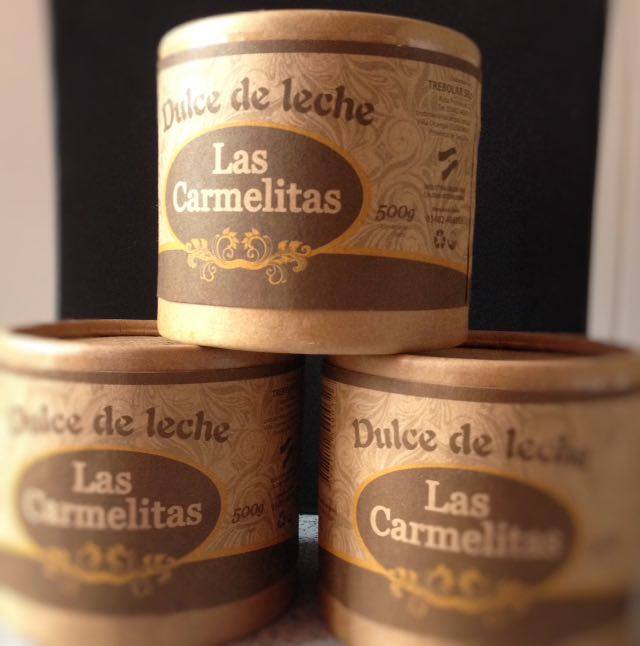 Dulce de leche
Las
Carmelitas
500g
TREBOLAR
Dulce de leche
Las
Carmelitas
500g
Dulce de leche
Las
Carmelitas